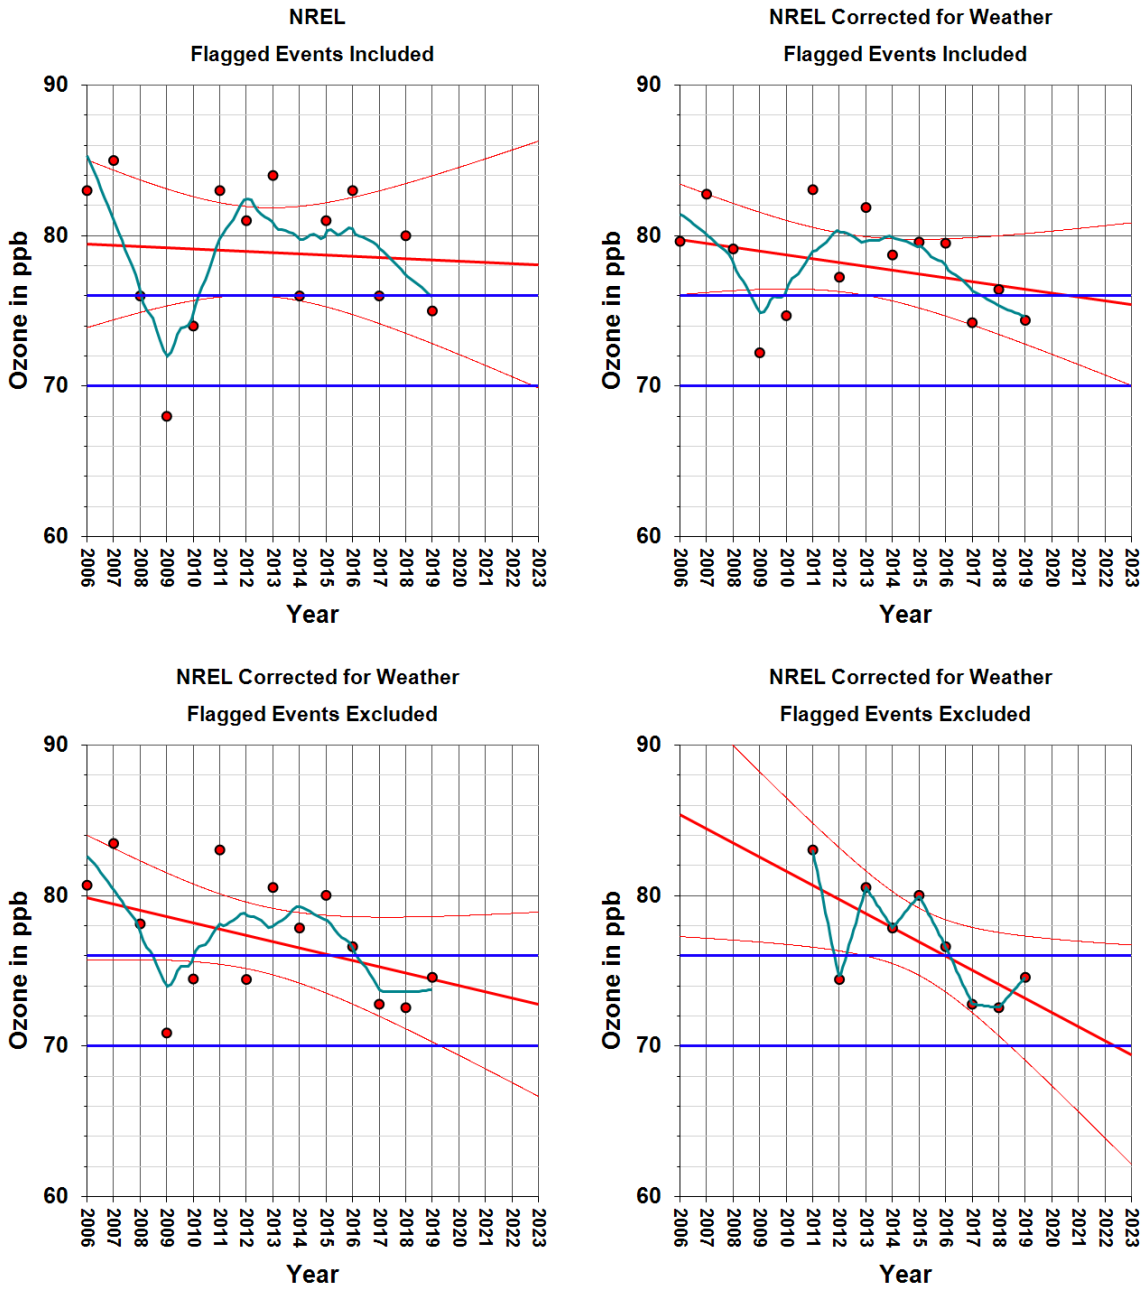 NREL
Flagged Events Included
90
80
70
60
Ozone in ppb
2006 2007 2008 2009 2010 2011 2012 2013 2014 2015 2016 2017 2018 2019 2020 2021 2022 2023
Year
NREL Corrected for Weather
Flagged Events Included
90
80
70
60
Ozone in ppb
2006 2007 2008 2009 2010 2011 2012 2013 2014 2015 2016 2017 2018 2019 2020 2021 2022 2023
Year
NREL Corrected for Weather
Flagged Events Excluded
90
80
70
60
Ozone in ppb
2006 2007 2008 2009 2010 2011 2012 2013 2014 2015 2016 2017 2018 2019 2020 2021 2022 2023
Year
NREL Corrected for Weather
Flagged Events Excluded
90
80
70
60
Ozone in ppb
2006 2007 2008 2009 2010 2011 2012 2013 2014 2015 2016 2017 2018 2019 2020 2021 2022 2023
Year